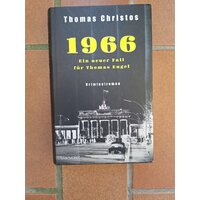 Thomas Christos
1966
Ein neuer Fall
für Thomas Engel
Kriminalroman